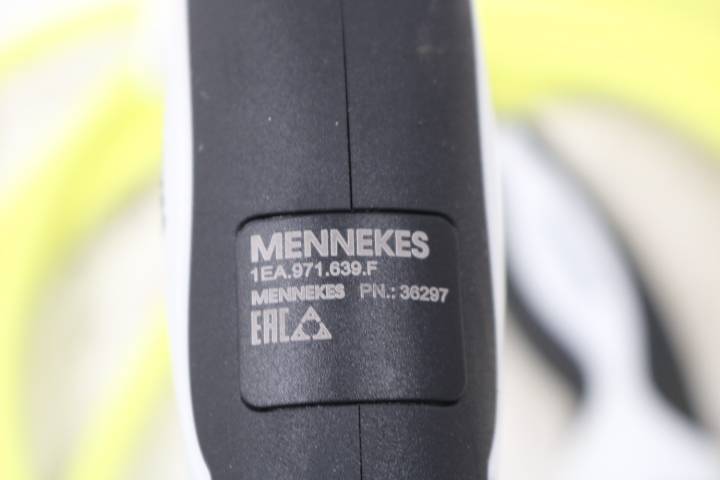 MENNEKES
1EA.971.639.F
MENNEKES PN.: 36297
EAC